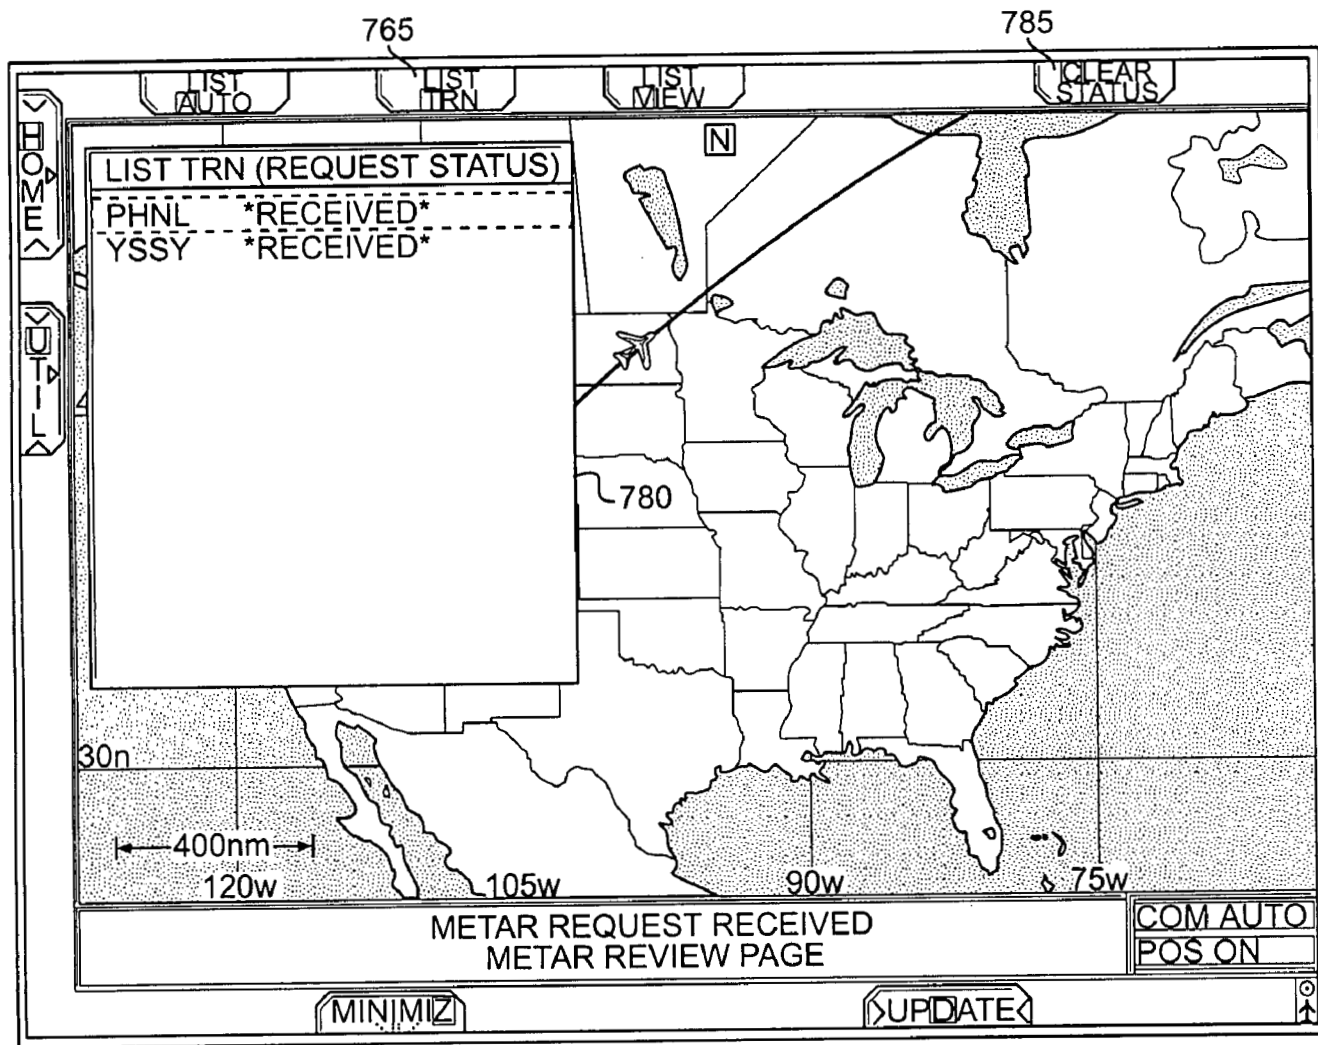 765
785
LIST
AUTO
LIST
TRN
LIST
VIEW
CLEAR
STATUS
HOME
UTIL
N
LIST TRN (REQUEST STATUS)
PHNL *RECEIVED*
YSSY *RECEIVED*
780
30n
400nm
120w
105w
90w
75w
METAR REQUEST RECEIVED
METAR REVIEW PAGE
COM AUTO
POS ON
MINIMIZ
>UPDATE<